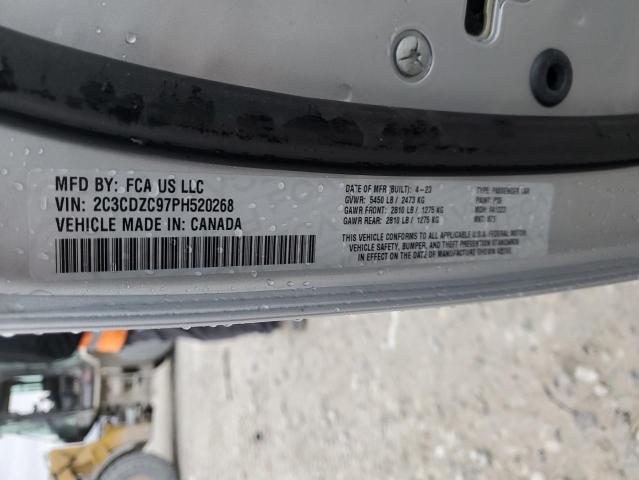 MFD BY: FCA US LLC
VIN: 2C3CDZC97PH520268
VEHICLE MADE IN: CANADA
DATE OF MFR (BUILT): 4-23
GVWR: 5450 LB / 2473 KG
GAWR FRONT: 2810 LB / 1275 KG
GAWR REAR: 2810 LB / 1275 KG
TYPE: PASSENGER CAR
PAINT:
MDH:
THIS VEHICLE CONFORMS TO ALL APPLICABLE U.S.A. FEDERAL MOTOR
VEHICLE SAFETY, BUMPER, AND THEFT PREVENTION STANDARDS
IN EFFECT ON THE DATE OF MANUFACTURE SHOWN ABOVE.